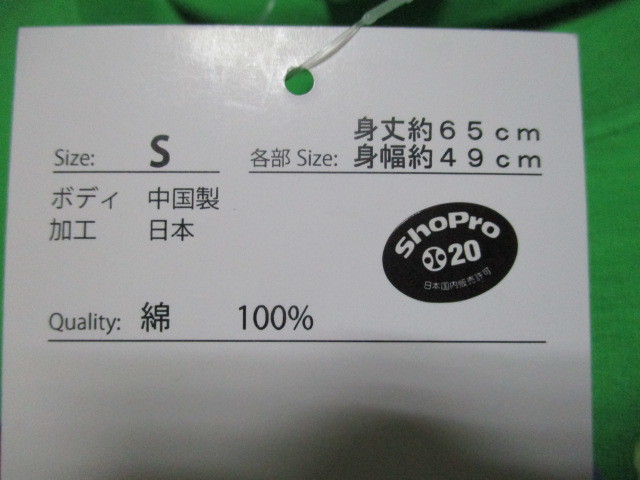 身丈約６５ｃｍ
Size: S 各部 Size: 身幅約４９ｃｍ
ボディ 中国製
加工 日本
ShoPro
20
日本国内販売許可
Quality: 綿 100%